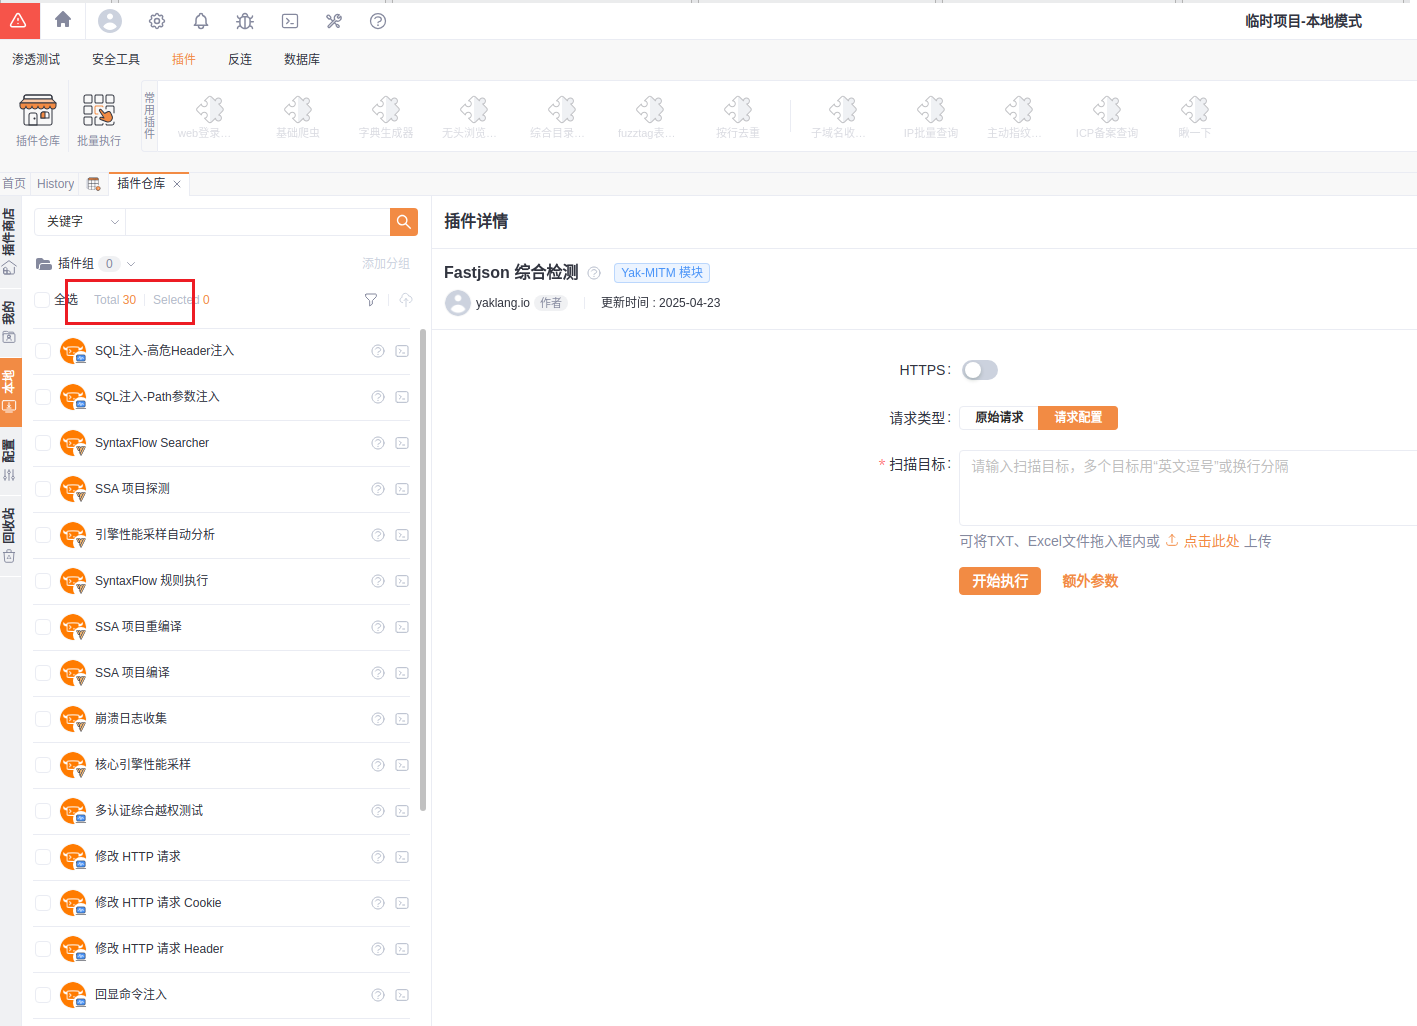 临时项目-本地模式
渗透测试 安全工具 插件 反连 数据库
插件仓库 批量执行 常用插件 web登录... 基础爬虫 字典生成器 无头浏览... 综合目录... fuzztag表... 按行去重 子域名收... IP批量查询 主动指纹... ICP备案查询 瞅一下
首页 History 插件仓库
插件商店
我的
本地
配置
回收站
关键字
插件组 0 添加分组
全选 Total 30 Selected 0
SQL注入-高危Header注入
SQL注入-Path参数注入
SyntaxFlow Searcher
SSA 项目探测
引擎性能采样自动分析
SyntaxFlow 规则执行
SSA 项目重编译
SSA 项目编译
崩溃日志收集
核心引擎性能采样
多认证综合越权测试
修改 HTTP 请求
修改 HTTP 请求 Cookie
修改 HTTP 请求 Header
回显命令注入
插件详情
Fastjson 综合检测 Yak-MITM 模块
yaklang.io 作者 更新时间 : 2025-04-23
HTTPS:
请求类型: 原始请求 请求配置
* 扫描目标: 请输入扫描目标，多个目标用“英文逗号”或换行分隔
可将TXT、Excel文件拖入框内或 点击此处 上传
开始执行 额外参数